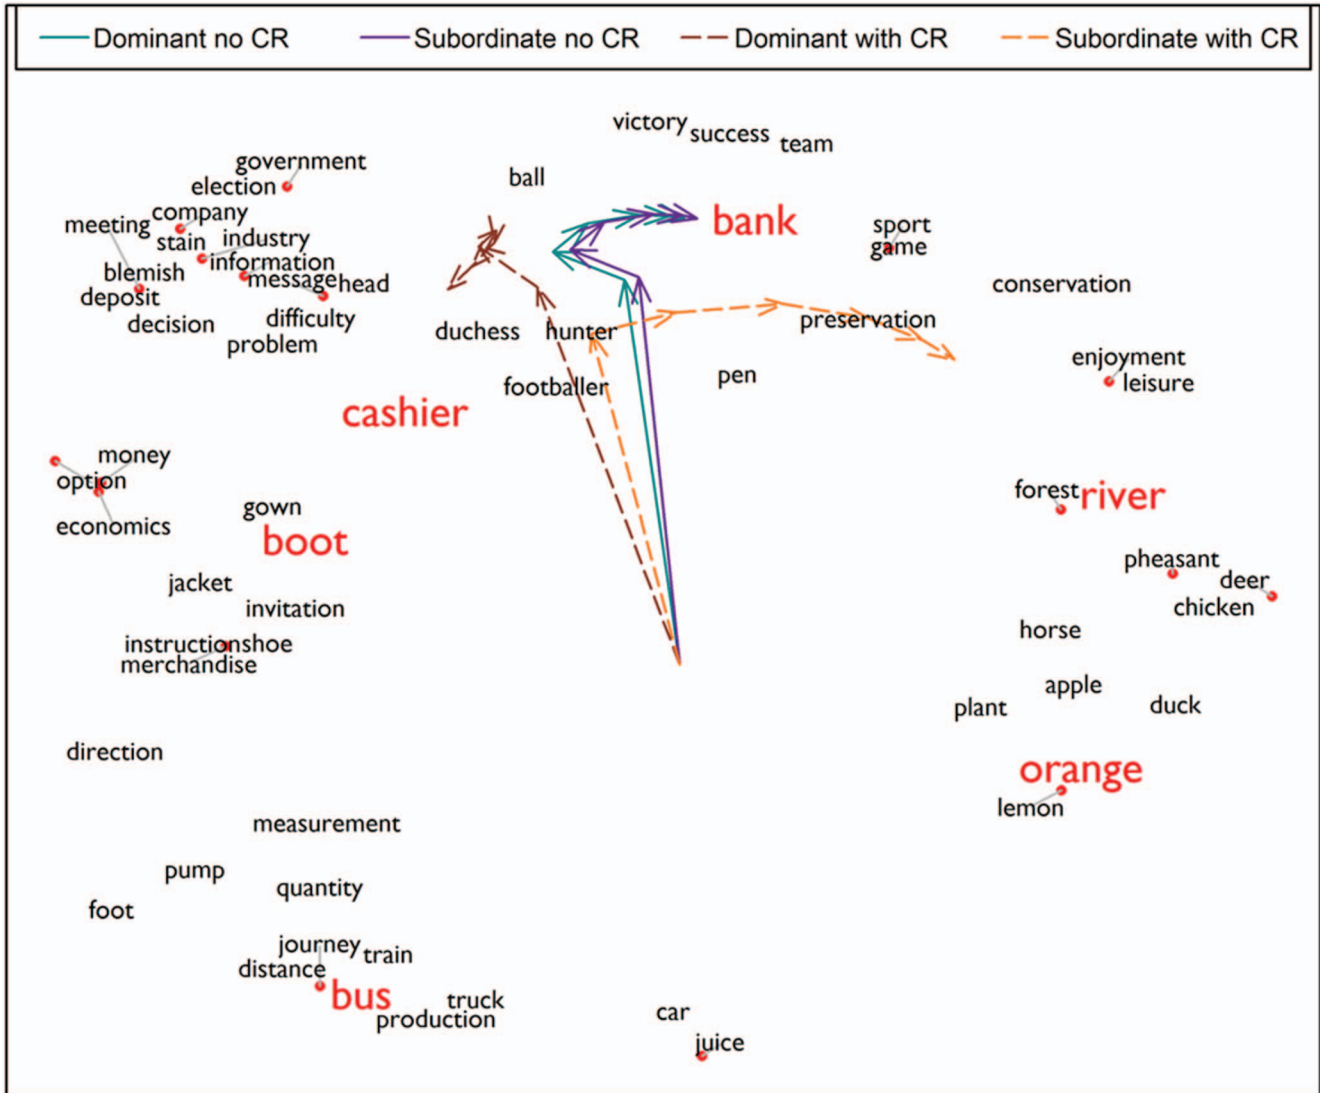 Dominant no CR Subordinate no CR Dominant with CR Subordinate with CR
victory success team
government
ball
election
company
meeting
sport
bank
stain industry
game
information
blemish
message head
conservation
deposit
difficulty
decision
preservation
duchess hunter
problem
enjoyment
pen
leisure
footballer
cashier
money
option
forest river
gown
economics
boot
pheasant
deer
jacket
chicken
invitation
horse
instruction shoe
merchandise
apple
plant duck
direction
orange
lemon
measurement
pump
quantity
foot
journey train
distance
bus truck
car
production
juice